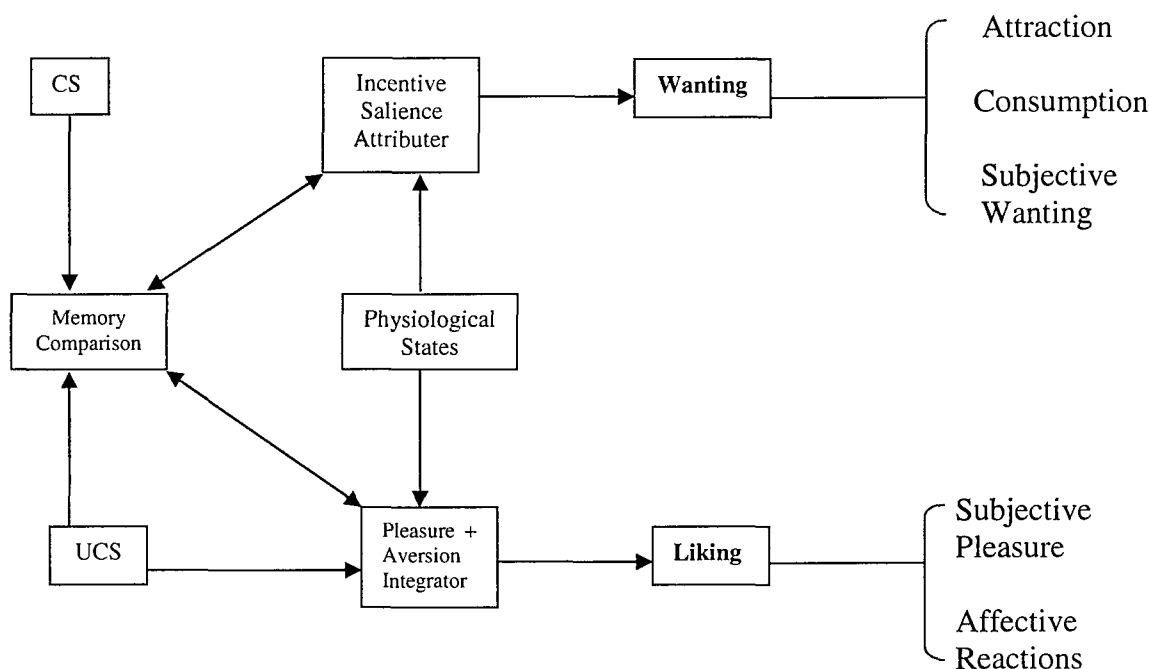 CS
Incentive
Salience
Attributer
Wanting
Attraction
Consumption
Subjective
Wanting
Memory
Comparison
Physiological
States
UCS
Pleasure +
Aversion
Integrator
Liking
Subjective
Pleasure
Affective
Reactions